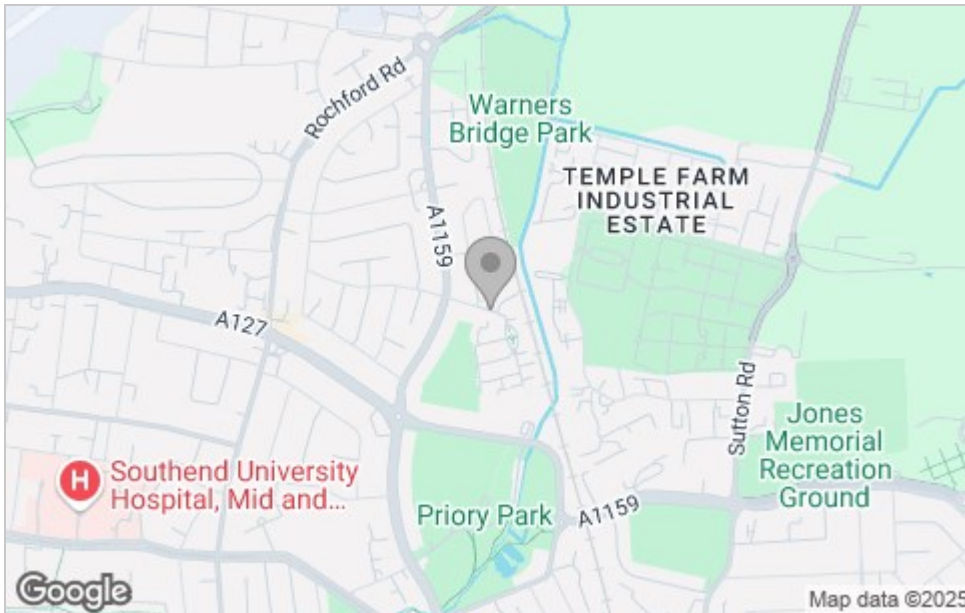 Rochford Rd
Warners
Bridge Park
TEMPLE FARM
INDUSTRIAL
ESTATE
A1159
A127
Sutton Rd
Jones
Memorial
Recreation
Ground
Southend University
Hospital, Mid and...
H
Priory Park
A1159
Google
Map data ©2025